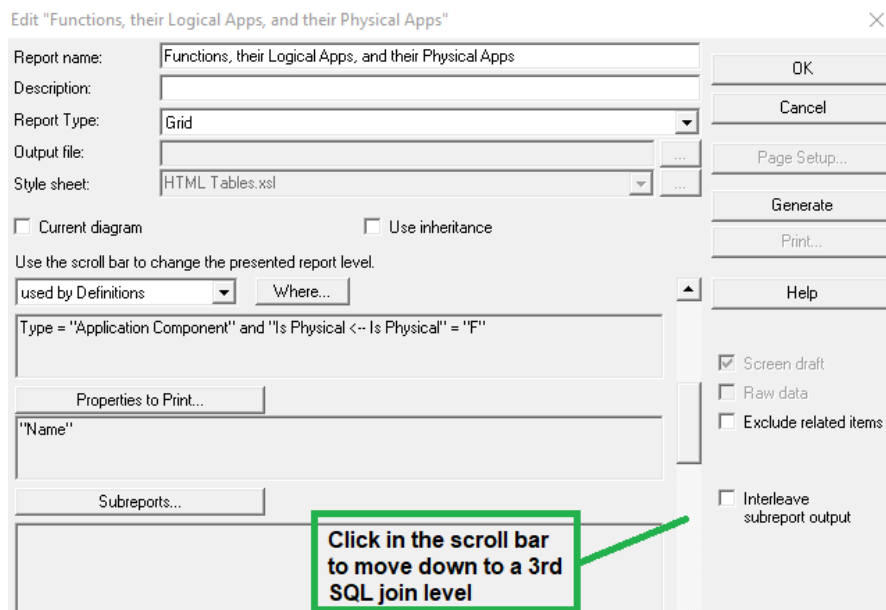 Edit "Functions, their Logical Apps, and their Physical Apps"
Report name: Functions, their Logical Apps, and their Physical Apps
OK
Description:
Cancel
Report Type: Grid
Output file: ...
Page Setup...
Style sheet: HTML Tables.xsl ...
Generate
Current diagram Use inheritance
Print...
Use the scroll bar to change the presented report level.
used by Definitions Where... Help
Type = "Application Component" and "Is Physical <-- Is Physical" = "F"
Screen draft
Raw data
Properties to Print...
Exclude related items
"Name"
Subreports...
Interleave
subreport output
Click in the scroll bar
to move down to a 3rd
SQL join level